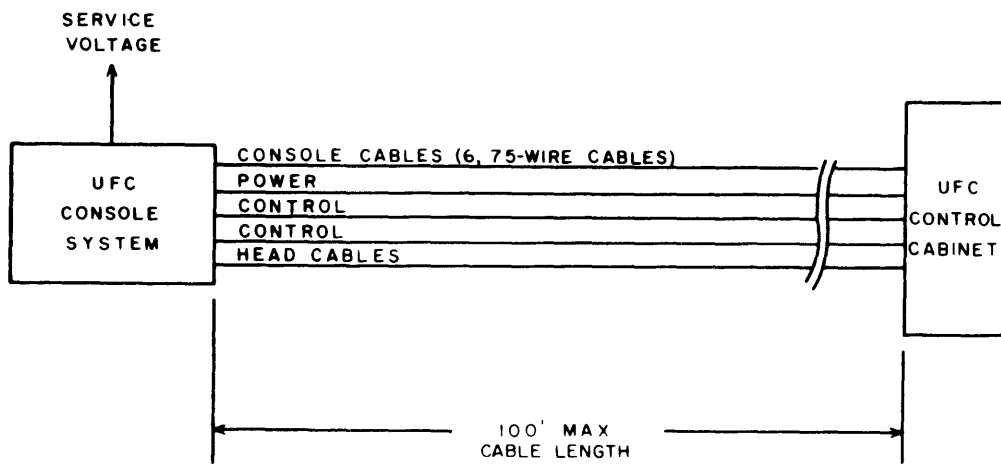 SERVICE
VOLTAGE
UFC
CONSOLE
SYSTEM
CONSOLE CABLES (6, 75-WIRE CABLES)
POWER
CONTROL
CONTROL
HEAD CABLES
UFC
CONTROL
CABINET
100' MAX
CABLE LENGTH